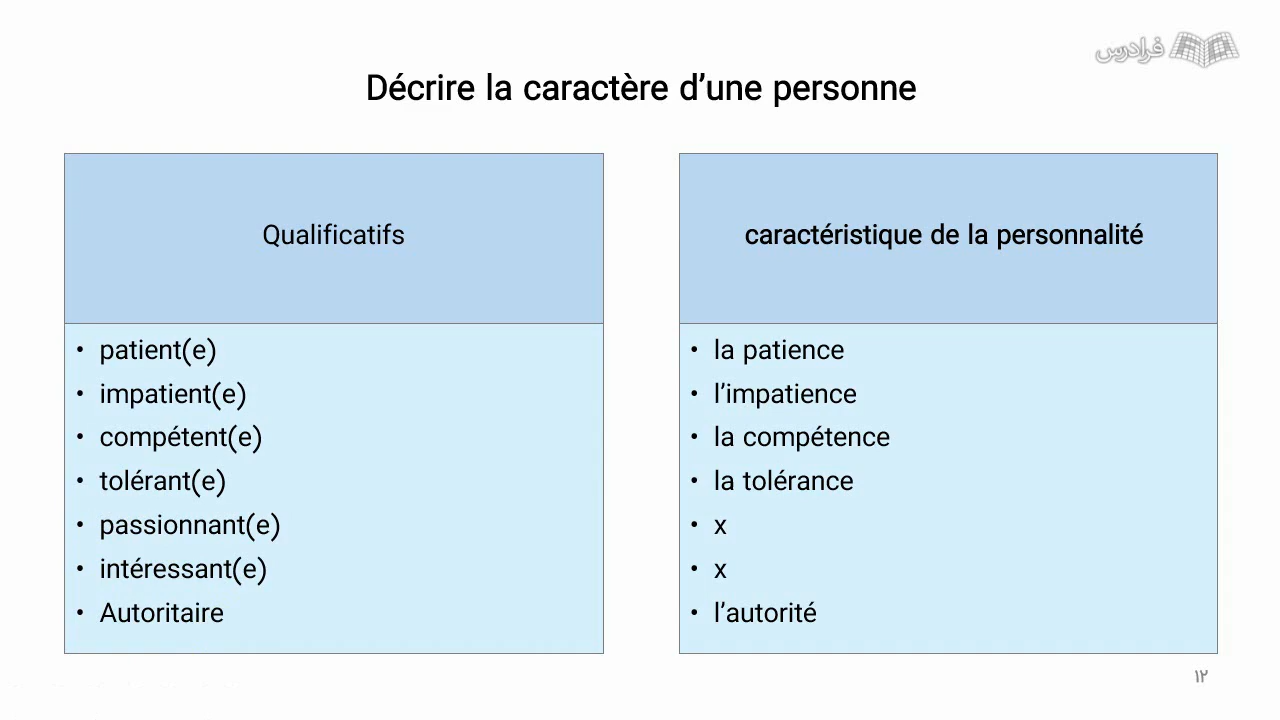 فرادرس
Décrire la caractère d’une personne
Qualificatifs
• patient(e)
• impatient(e)
• compétent(e)
• tolérant(e)
• passionnant(e)
• intéressant(e)
• Autoritaire
caractéristique de la personnalité
• la patience
• l’impatience
• la compétence
• la tolérance
• x
• x
• l’autorité
۱۲